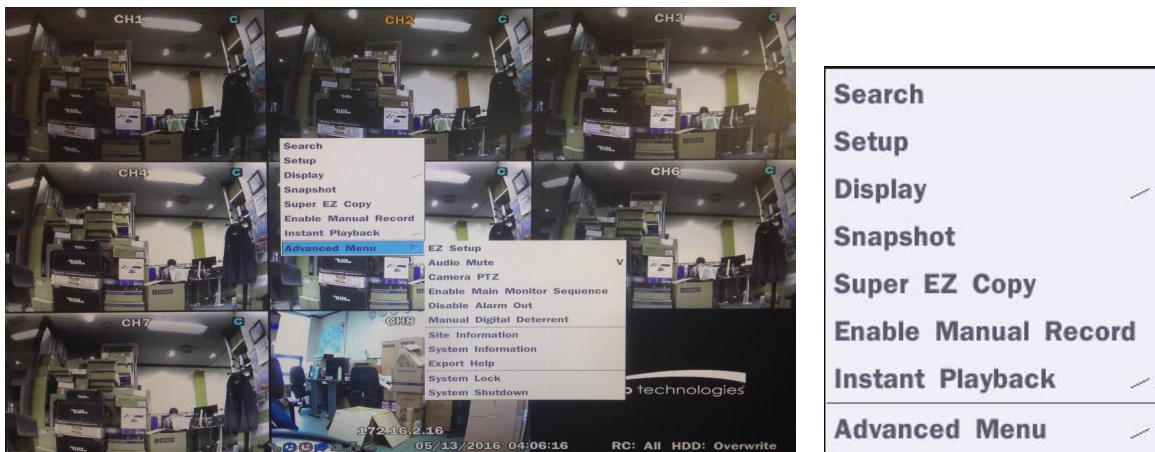 CH1 C
CH2 C
CH3 C
Search
Setup
Display
Snapshot
Super EZ Copy
Enable Manual Record
Instant Playback
Advanced Menu
CH4 C
C
CH6 C
EZ Setup
Audio Mute V
Camera PTZ
Enable Main Monitor Sequence
Disable Alarm Out
Manual Digital Deterrent
Site Information
System Information
Export Help
System Lock
System Shutdown
CH7 C
CH8
technologies
172.16.2.16
05/13/2016 04:06:16 RC: All HDD: Overwrite
Search
Setup
Display
Snapshot
Super EZ Copy
Enable Manual Record
Instant Playback
Advanced Menu